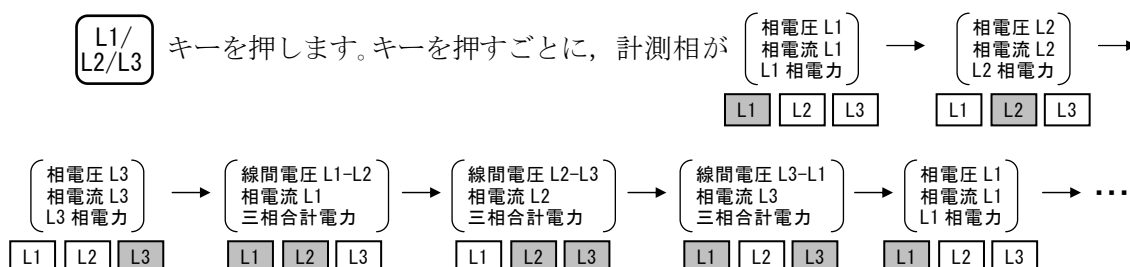 L1/
L2/L3
キーを押します。キーを押すごとに，計測相が
相電圧 L1
相電流 L1
L1 相電力
→
相電圧 L2
相電流 L2
L2 相電力
→
L1 L2 L3
L1 L2 L3
相電圧 L3
相電流 L3
L3 相電力
→
線間電圧 L1-L2
相電流 L1
三相合計電力
→
線間電圧 L2-L3
相電流 L2
三相合計電力
→
線間電圧 L3-L1
相電流 L3
三相合計電力
→
相電圧 L1
相電流 L1
L1 相電力
→ ･･･
L1 L2 L3
L1 L2 L3
L1 L2 L3
L1 L2 L3
L1 L2 L3